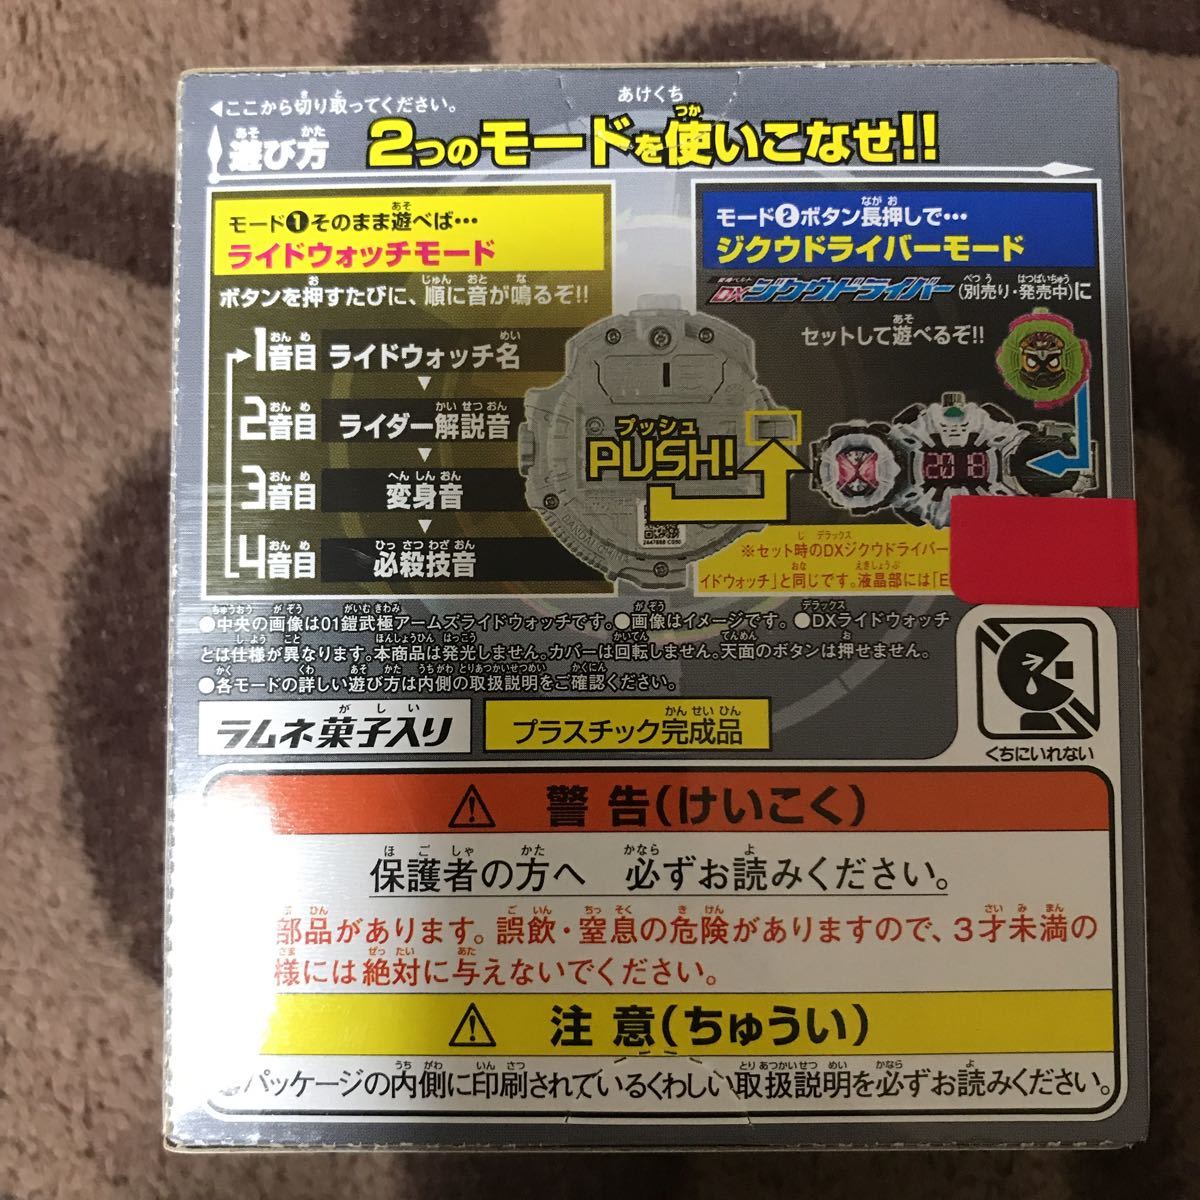 ◀ここから切り取ってください。
あけくち
遊び方 2つのモードを使いこなせ!!
モード❶そのまま遊べば…
ライドウォッチモード
ボタンを押すたびに、順に音が鳴るぞ!!
1音目 ライドウォッチ名
2音目 ライダー解説音
3音目 変身音
4音目 必殺技音
プッシュ
PUSH!
モード❷ボタン長押しで…
ジクウドライバーモード
変身ベルト
DXジクウドライバー(別売り・発売中)に
セットして遊べるぞ!!
2018
※セット時のDXジクウドライバー
イドウォッチ」と同じです。液晶部には「E
●中央の画像は01鎧武極アームズライドウォッチです。●画像はイメージです。●DXライドウォッチ
とは仕様が異なります。本商品は発光しません。カバーは回転しません。天面のボタンは押せません。
●各モードの詳しい遊び方は内側の取扱説明をご確認ください。
ラムネ菓子入り
プラスチック完成品
くちにいれない
⚠ 警告(けいこく)
保護者の方へ 必ずお読みください。
部品があります。誤飲・窒息の危険がありますので、3才未満の
様には絶対に与えないでください。
⚠ 注意(ちゅうい)
パッケージの内側に印刷されているくわしい取扱説明を必ずお読みください。